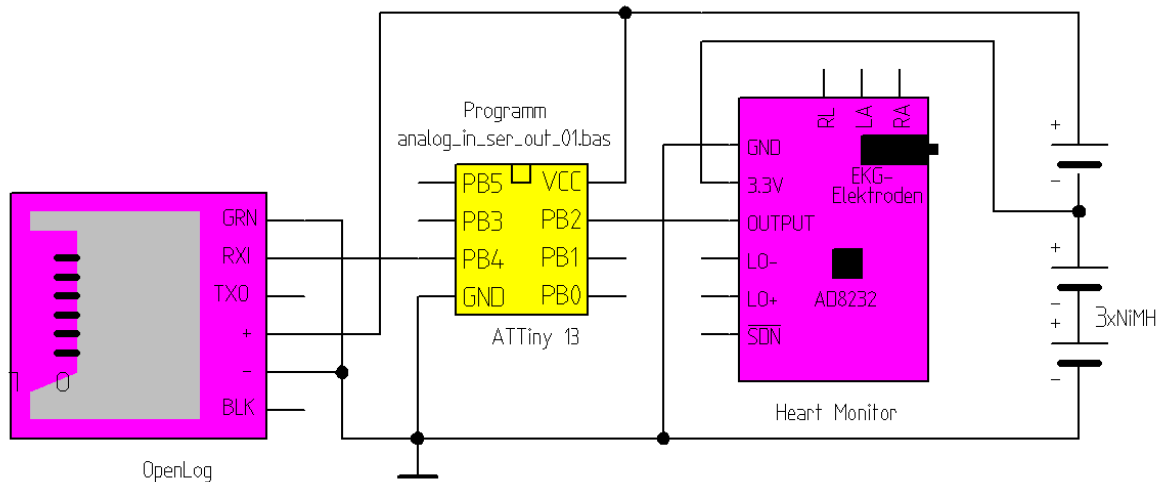 Programm
analog_in_ser_out_01.bas
PB5
VCC
PB3
PB2
PB4
PB1
GND
PB0
ATTiny 13
GRN
RXI
TXO
+
-
BLK
1 0
OpenLog
RL
LA
RA
GND
3.3V
EKG-
Elektroden
OUTPUT
LO-
LO+
AD8232
SDN
Heart Monitor
+
-
+
-
+
-
3xNiMH